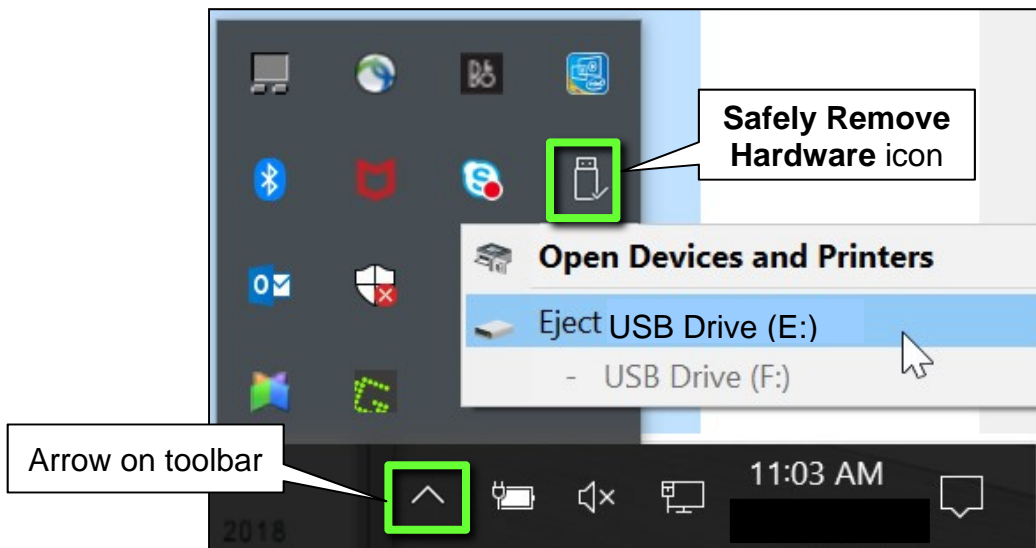 Safely Remove
Hardware icon
Open Devices and Printers
Eject USB Drive (E:)
- USB Drive (F:)
Arrow on toolbar
11:03 AM
2018